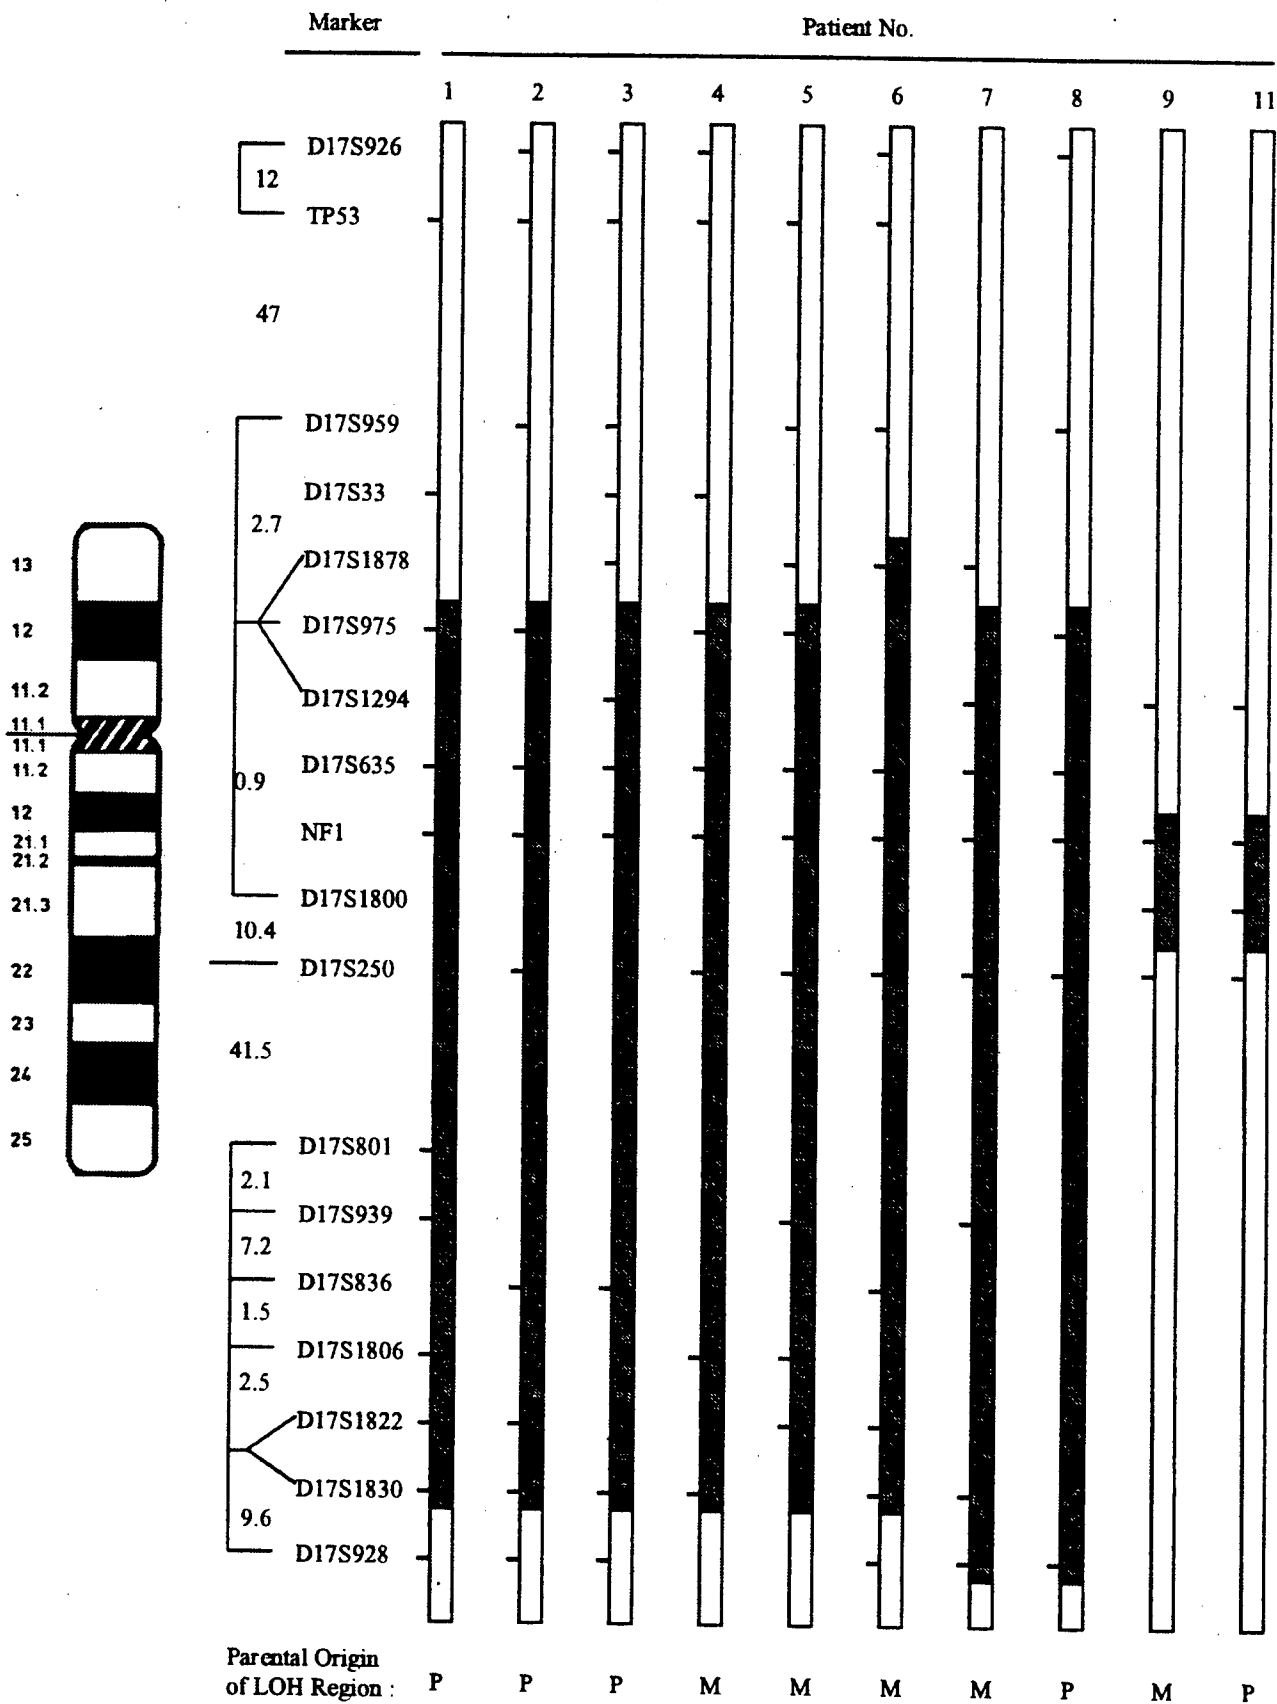 Marker
Patient No.
1 2 3 4 5 6 7 8 9 11
D17S926
12
TP53
47
D17S959
D17S33
2.7
D17S1878
13
D17S975
12
11.2
D17S1294
11.1
11.1
D17S635
11.2
0.9
12
NF1
21.1
21.2
D17S1800
21.3
10.4
D17S250
22
23
41.5
24
25
D17S801
2.1
D17S939
7.2
D17S836
1.5
D17S1806
2.5
D17S1822
D17S1830
9.6
D17S928
Parental Origin
of LOH Region : P P P M M M M P M P